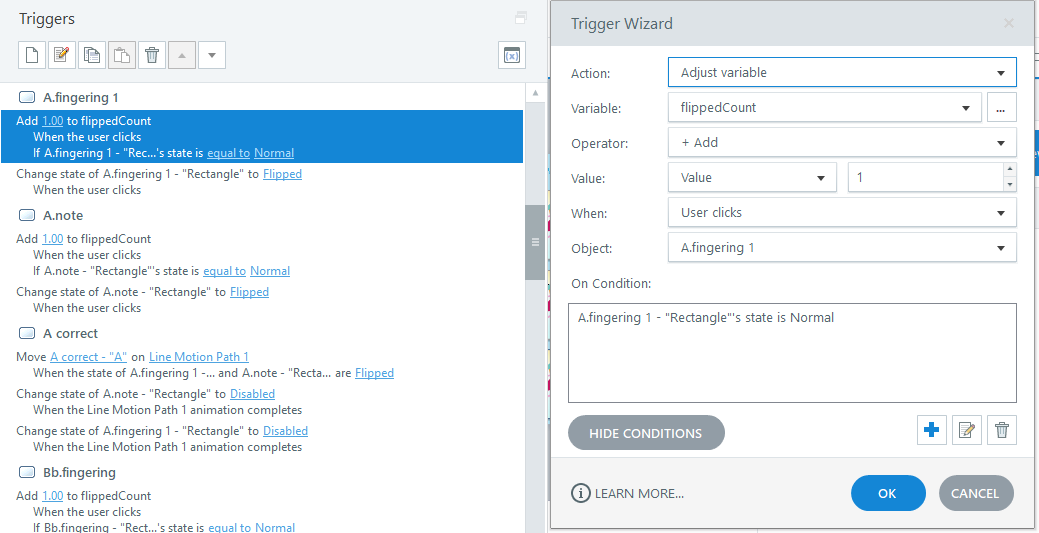 Triggers
A.fingering 1
Add 1.00 to flippedCount
When the user clicks
If A.fingering 1 - "Rec...'s state is equal to Normal
Change state of A.fingering 1 - "Rectangle" to Flipped
When the user clicks
A.note
Add 1.00 to flippedCount
When the user clicks
If A.note - "Rectangle"'s state is equal to Normal
Change state of A.note - "Rectangle" to Flipped
When the user clicks
A correct
Move A correct - "A" on Line Motion Path 1
When the state of A.fingering 1 -... and A.note - "Recta... are Flipped
Change state of A.note - "Rectangle" to Disabled
When the Line Motion Path 1 animation completes
Change state of A.fingering 1 - "Rectangle" to Disabled
When the Line Motion Path 1 animation completes
Bb.fingering
Add 1.00 to flippedCount
When the user clicks
If Bb.fingering - "Rect...'s state is equal to Normal
Trigger Wizard
Action: Adjust variable
Variable: flippedCount ...
Operator: + Add
Value: Value 1
When: User clicks
Object: A.fingering 1
On Condition:
A.fingering 1 - "Rectangle"'s state is Normal
HIDE CONDITIONS
LEARN MORE...
OK
CANCEL